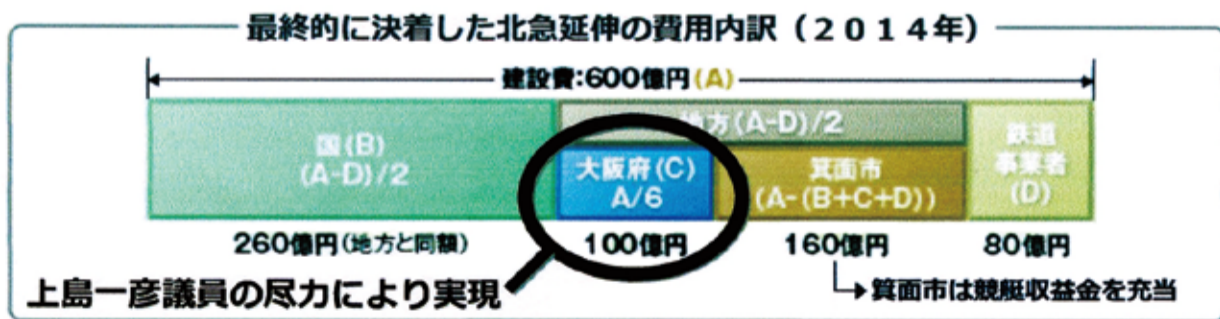 最終的に決着した北急延伸の費用内訳（２０１４年）
建設費:600億円(A)
国(B)
(A-D)/2
地方(A-D)/2
大阪府(C)
A/6
箕面市
(A-(B+C+D))
鉄道
事業者
(D)
260億円(地方と同額)
100億円
160億円
80億円
上島一彦議員の尽力により実現
箕面市は競艇収益金を充当